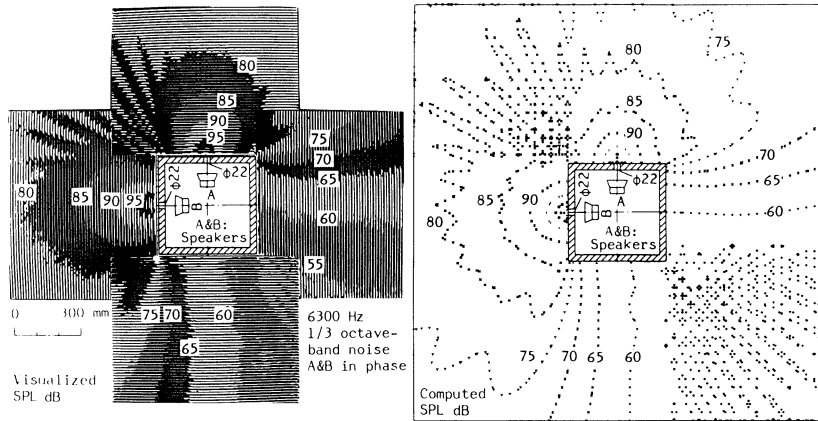 80
85
90
95
75
70
65
60
55
80
85
90
95
φ22
φ22
A
B
A&B:
Speakers
75
70
65
60
0 300 mm
Visualized
SPL dB
6300 Hz
1/3 octave-
band noise
A&B in phase
80
75
85
90
70
65
60
85
90
80
φ22
φ22
A
B
A&B:
Speakers
75
70
65
60
Computed
SPL dB